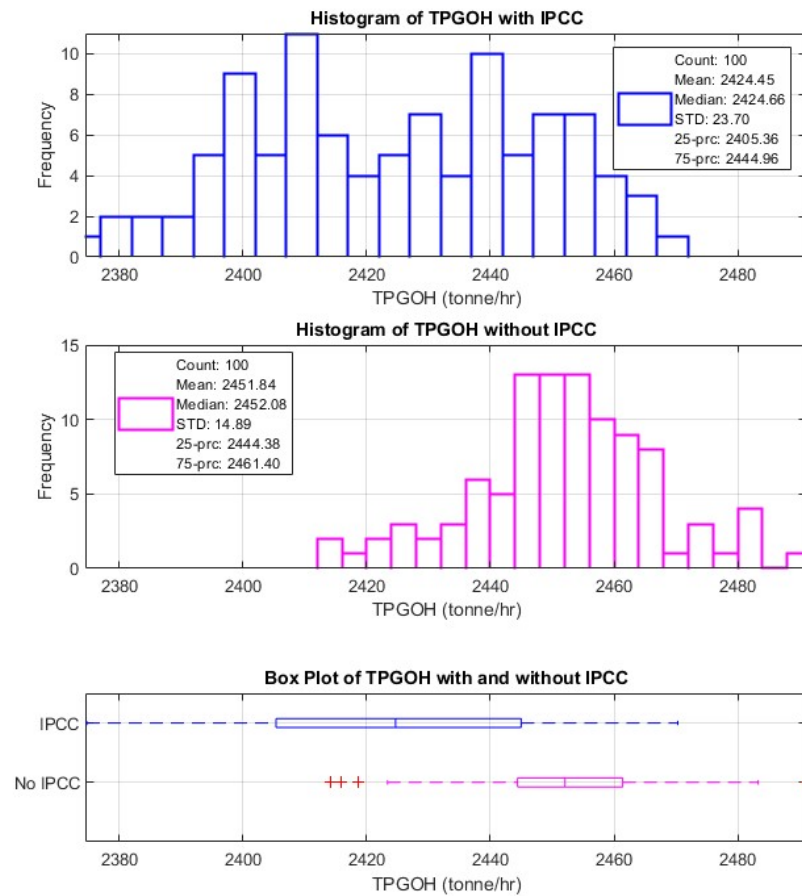 Histogram of TPGOH with IPCC
Frequency
10
8
6
4
2
0
Count: 100
Mean: 2424.45
Median: 2424.66
STD: 23.70
25-prc: 2405.36
75-prc: 2444.96
2380 2400 2420 2440 2460 2480
TPGOH (tonne/hr)
Histogram of TPGOH without IPCC
Frequency
15
10
5
0
Count: 100
Mean: 2451.84
Median: 2452.08
STD: 14.89
25-prc: 2444.38
75-prc: 2461.40
2380 2400 2420 2440 2460 2480
TPGOH (tonne/hr)
Box Plot of TPGOH with and without IPCC
IPCC
No IPCC
2380 2400 2420 2440 2460 2480
TPGOH (tonne/hr)